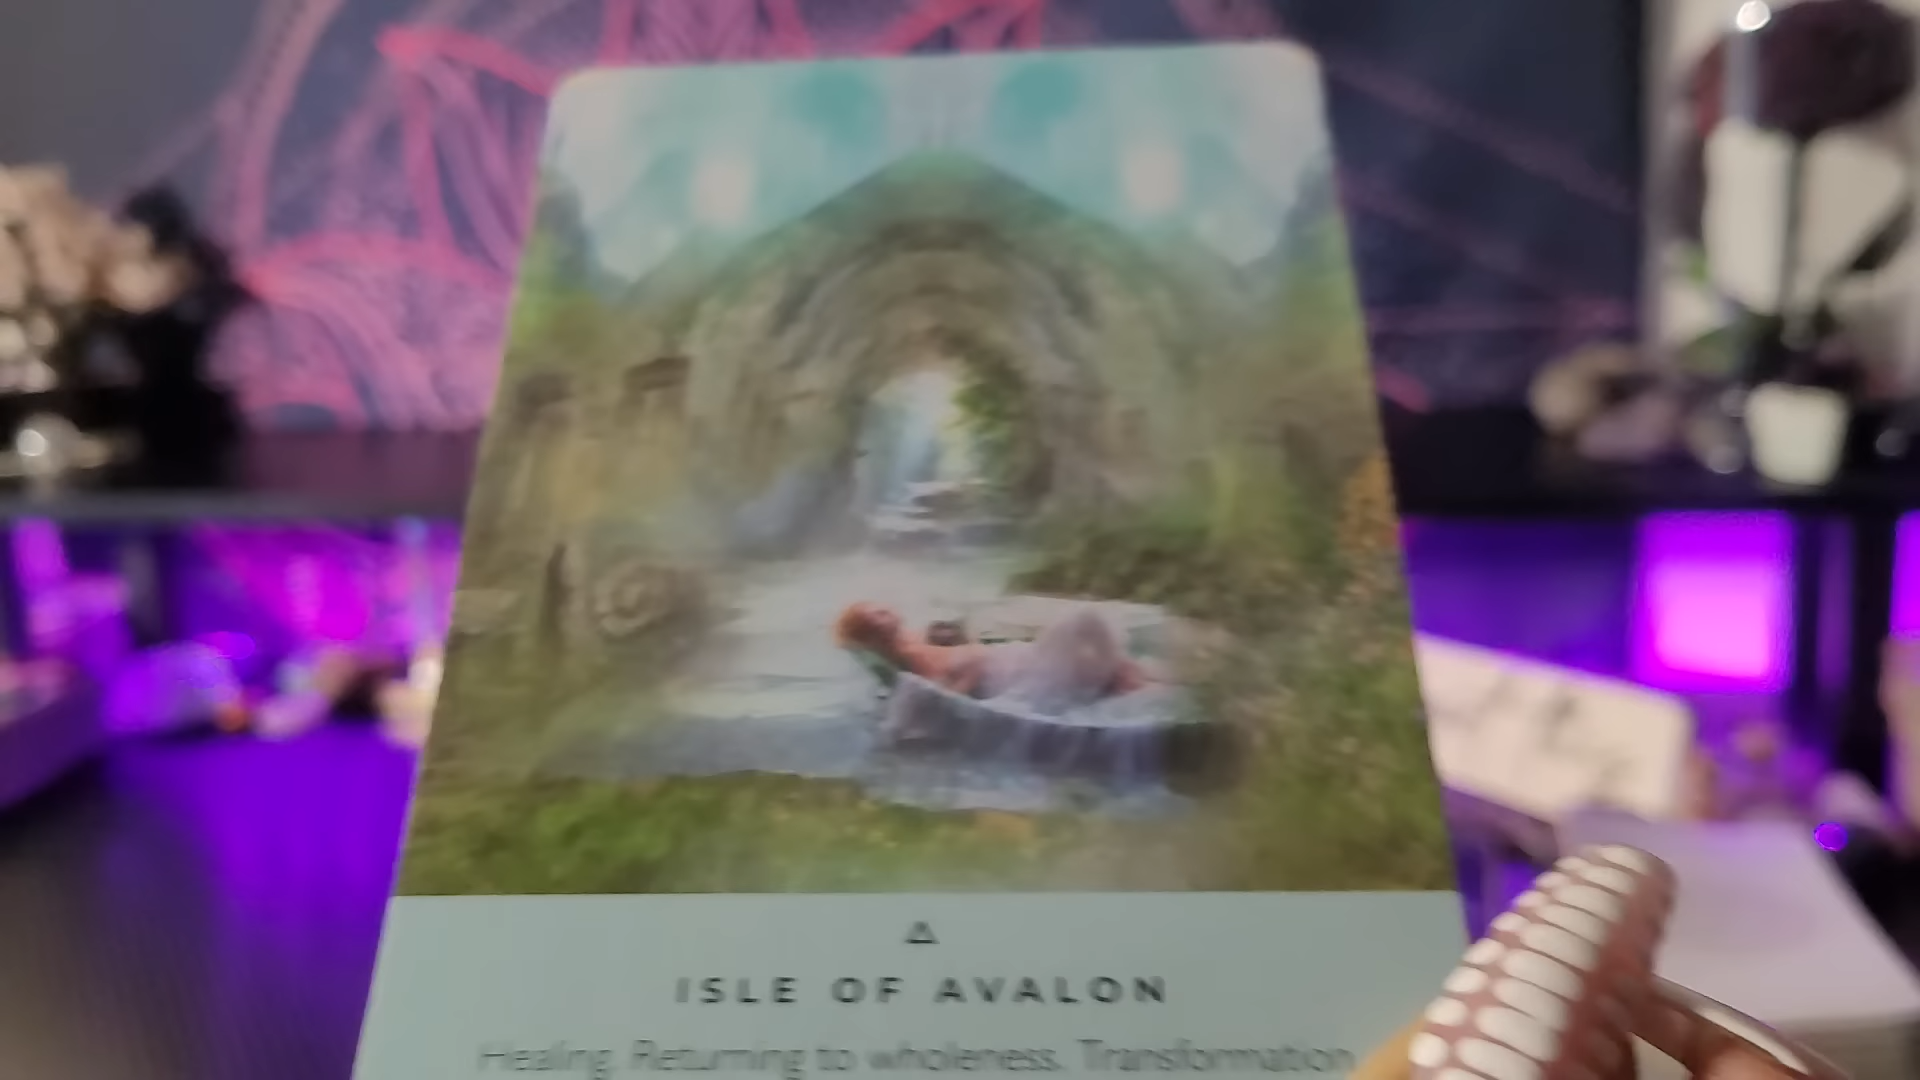 ISLE OF AVALON
Healing. Returning to wholeness. Transformation